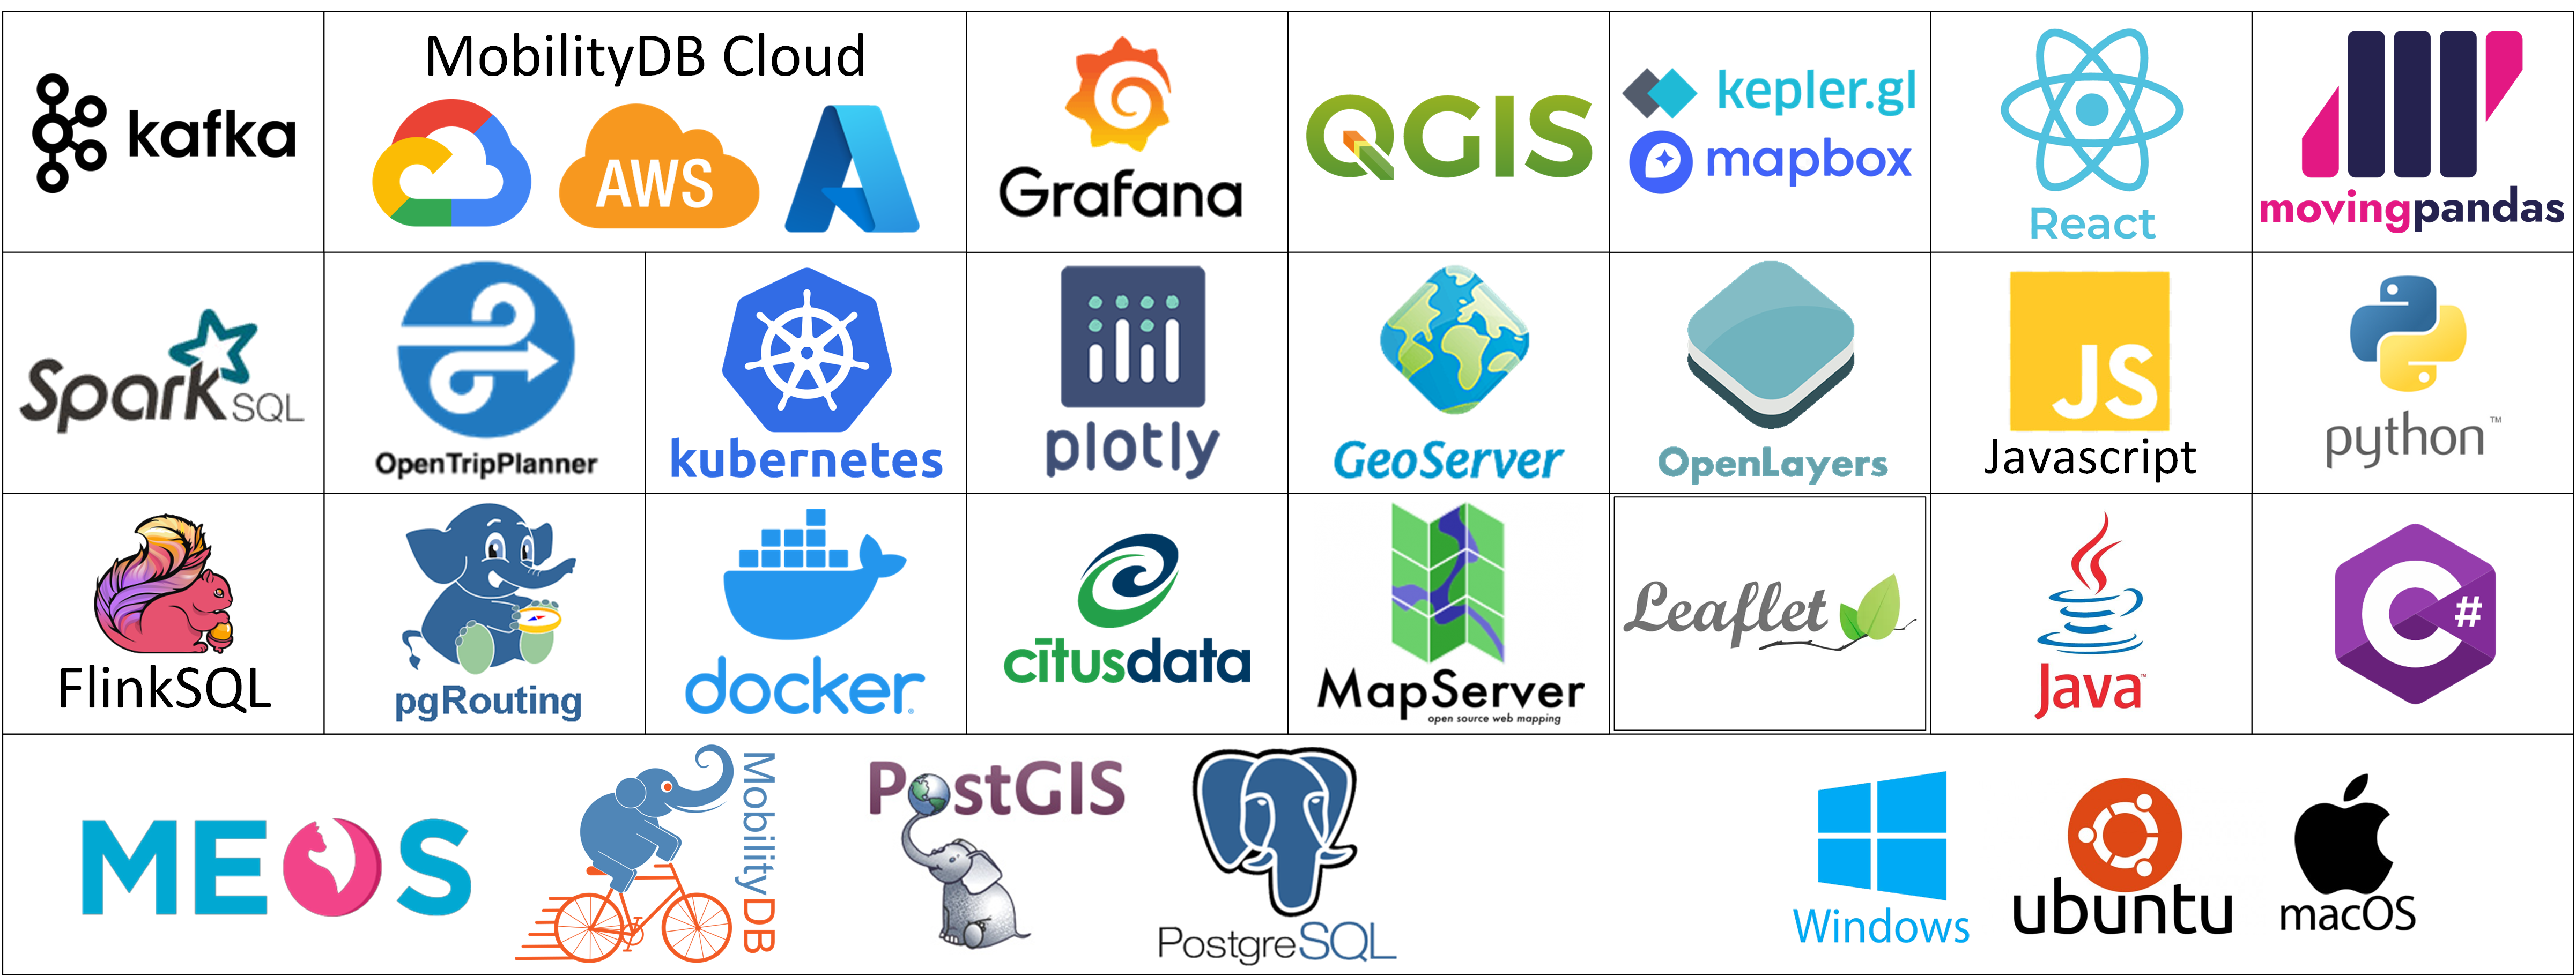 kafka
MobilityDB Cloud
AWS
Grafana
QGIS
kepler.gl
mapbox
React
movingpandas
Spark SQL
OpenTripPlanner
kubernetes
plotly
GeoServer
OpenLayers
JS
Javascript
python™
FlinkSQL
pgRouting
docker
citusdata
MapServer
open source web mapping
Leaflet
Java™
C#
MEOS
MobilityDB
PostGIS
PostgreSQL
Windows
ubuntu
macOS